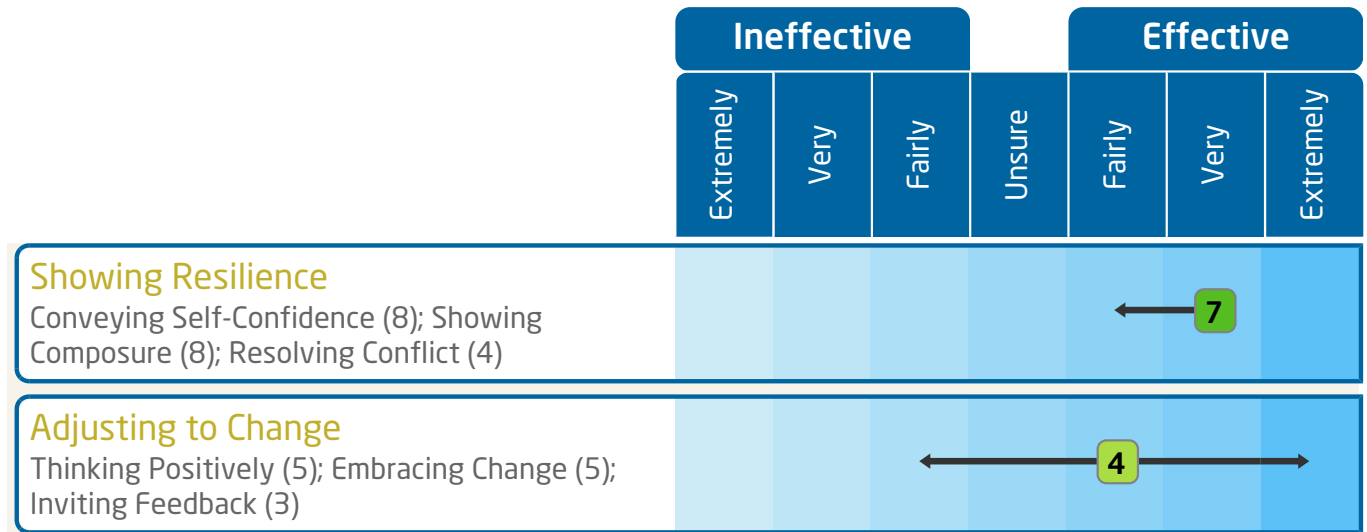 Ineffective Effective
Extremely Very Fairly Unsure Fairly Very Extremely
Showing Resilience
Conveying Self-Confidence (8); Showing
Composure (8); Resolving Conflict (4)
7
Adjusting to Change
Thinking Positively (5); Embracing Change (5);
Inviting Feedback (3)
4